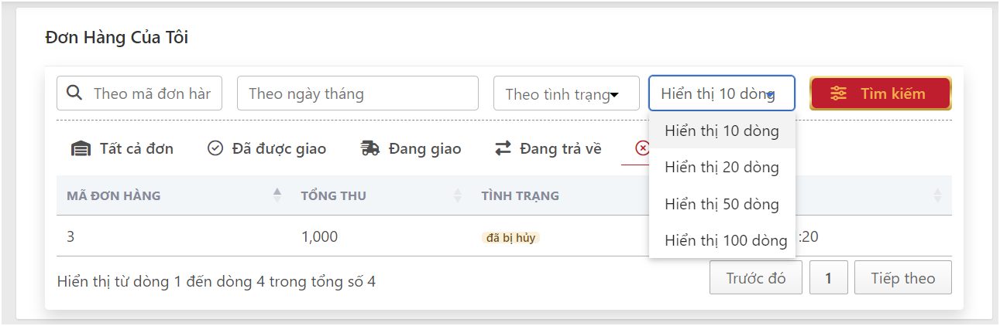 Đơn Hàng Của Tôi
Theo mã đơn hàr
Theo ngày tháng
Theo tình trạng
Hiển thị 10 dòng
Tìm kiếm
Hiển thị 10 dòng
Hiển thị 20 dòng
Hiển thị 50 dòng
Hiển thị 100 dòng
Tất cả đơn
Đã được giao
Đang giao
Đang trả về
MÃ ĐƠN HÀNG
TỔNG THU
TÌNH TRẠNG
3
1,000
đã bị hủy
:20
Hiển thị từ dòng 1 đến dòng 4 trong tổng số 4
Trước đó
1
Tiếp theo